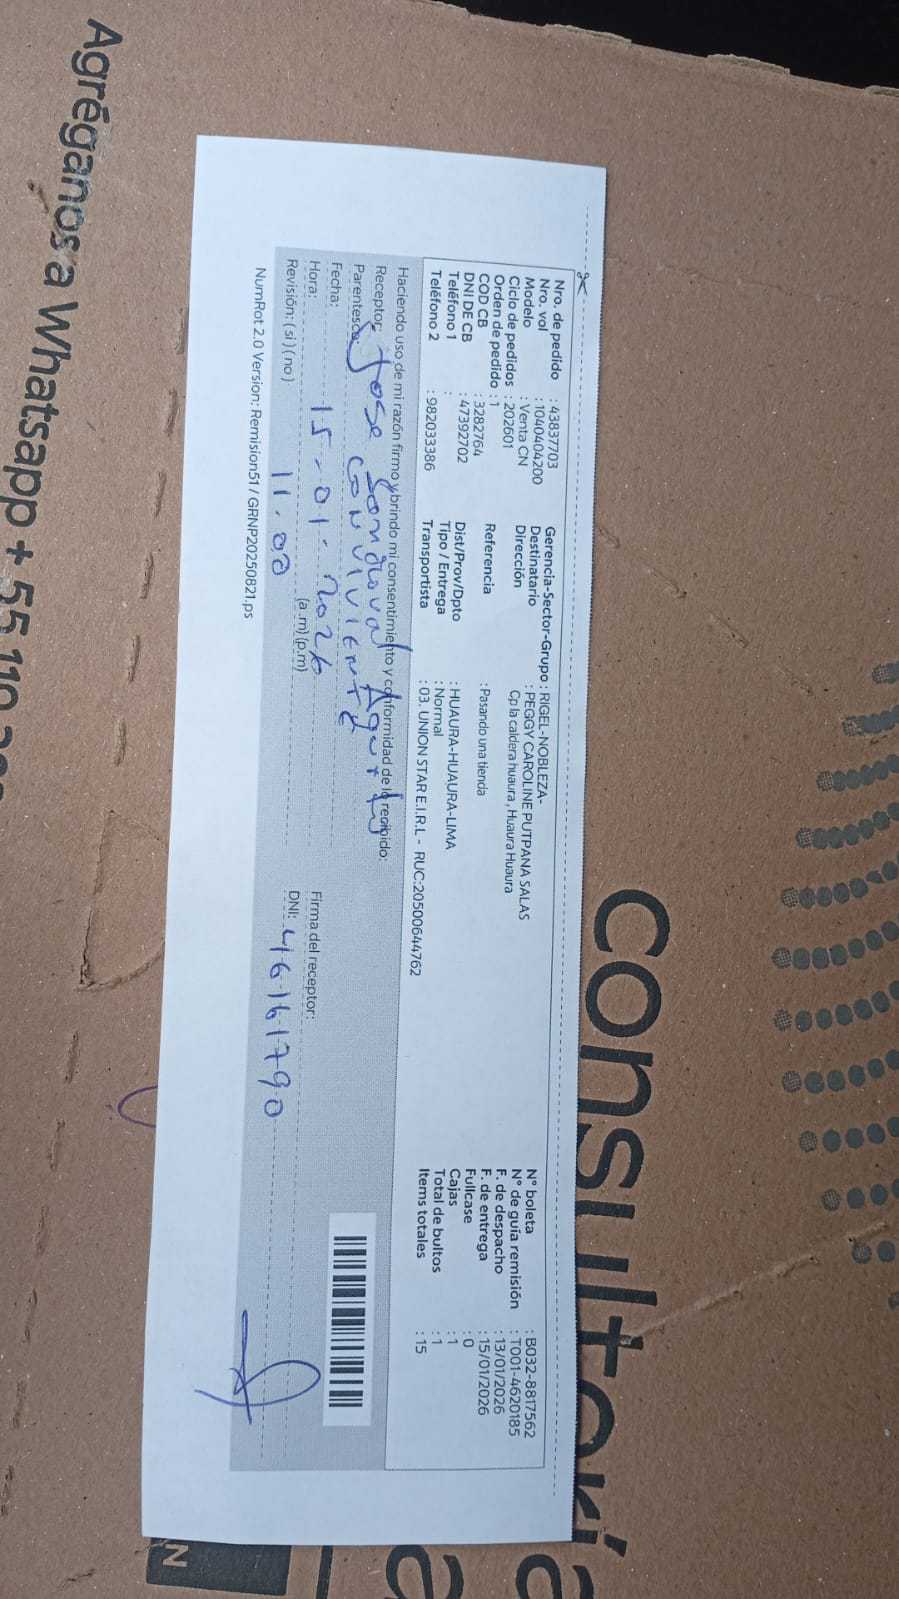 Nro. de pedido : 43837703
Nro. vol : 1040404200
Modelo : Venta CN
Ciclo de pedidos : 202601
Orden de pedido : 1
COD CB : 3282764
DNI DE CB : 47392702
Teléfono 1 :
Teléfono 2 : 982033386
Gerencia-Sector-Grupo : RIGEL-NOBLEZA-
Destinatario : PEGGY CAROLINE PUTPANA SALAS
Dirección Cp la caldera huaura , Huaura Huaura
Referencia : Pasando una tienda
Dist/Prov/Dpto : HUAURA-HUAURA-LIMA
Tipo / Entrega : Normal
Transportista : 03. UNION STAR E.I.R.L - RUC:20500644762
N° boleta : B032-8817562
N° de guía remisión : T001-4620185
F. de despacho : 13/01/2026
F. de entrega : 15/01/2026
Fullcase : 0
Cajas : 1
Total de bultos : 1
Items totales : 15
Haciendo uso de mi razón firmo y brindo mi consentimiento y conformidad de lo recibido:
Receptor: Jose Sandoval
Parentesco: CONVIVIENTE
Fecha: 15-01-2026
Hora: 11.00 (a .m) (p.m)
Revisión: ( si ) ( no )
Firma del receptor:
DNI: 46161790
NumRot 2.0 Version: Remision51 / GRNP20250821.ps
Agréganos a Whatsapp + 55 110
consultoría
N